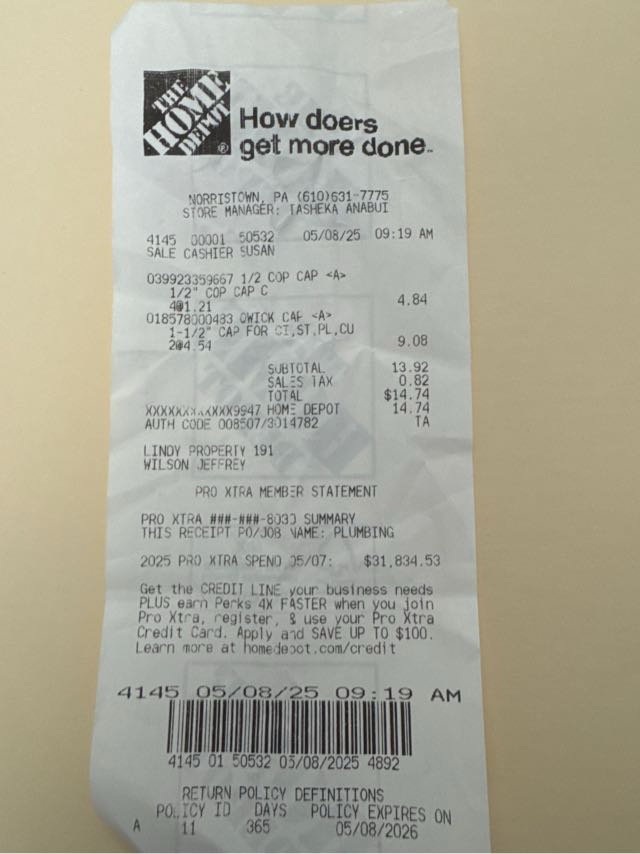 THE
HOME
DEPOT
®
How doers
get more done™
NORRISTOWN, PA (610)631-7775
STORE MANAGER: TASHEKA ANABUI
4145 00001 50532 05/08/25 09:19 AM
SALE CASHIER SUSAN
039923359667 1/2 COP CAP <A>
1/2" COP CAP C
4@1.21 4.84
018578000483 QWICK CAP <A>
1-1/2" CAP FOR CI,ST,PL,CU
2@4.54 9.08
SUBTOTAL 13.92
SALES TAX 0.82
TOTAL $14.74
XXXXXXXXXXXX9947 HOME DEPOT 14.74
AUTH CODE 008507/3014782 TA
LINDY PROPERTY 191
WILSON JEFFREY
PRO XTRA MEMBER STATEMENT
PRO XTRA ###-###-8030 SUMMARY
THIS RECEIPT PO/JOB NAME: PLUMBING
2025 PRO XTRA SPEND 05/07: $31,834.53
Get the CREDIT LINE your business needs
PLUS earn Perks 4X FASTER when you join
Pro Xtra, register, & use your Pro Xtra
Credit Card. Apply and SAVE UP TO $100.
Learn more at homedepot.com/credit
4145 05/08/25 09:19 AM
4145 01 50532 05/08/2025 4892
RETURN POLICY DEFINITIONS
POLICY ID DAYS POLICY EXPIRES ON
A 11 365 05/08/2026